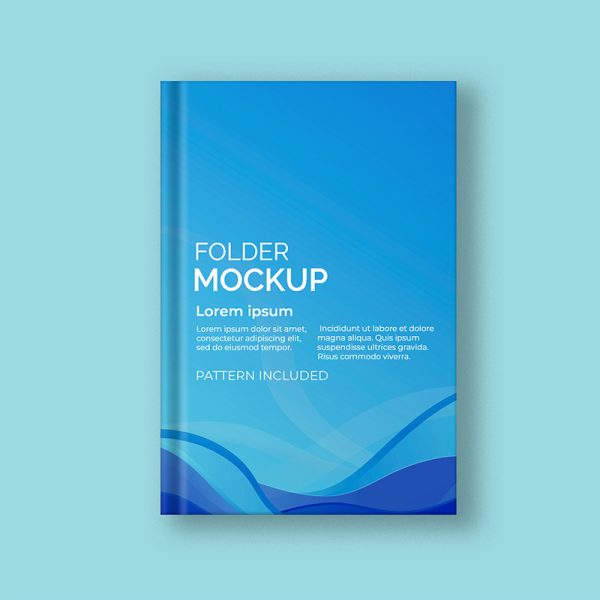 FOLDER
MOCKUP
Lorem ipsum
Lorem ipsum dolor sit amet,
consectetur adipiscing elit,
sed do eiusmod tempor.
Incididunt ut labore et dolore
magna aliqua. Quis ipsum
suspendisse ultrices gravida.
Risus commodo viverra.
PATTERN INCLUDED